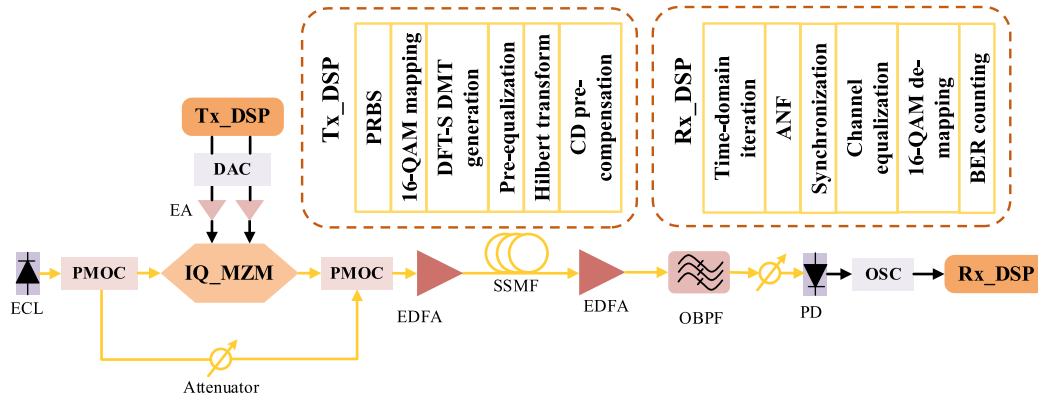 Tx_DSP
PRBS
16-QAM mapping
DFT-S DMT
generation
Pre-equalization
Hilbert transform
CD pre-
compensation
Rx_DSP
Time-domain
iteration
ANF
Synchronization
Channel
equalization
16-QAM de-
mapping
BER counting
Tx_DSP
DAC
EA
ECL
PMOC
IQ_MZM
PMOC
EDFA
SSMF
EDFA
OBPF
PD
OSC
Rx_DSP
Attenuator